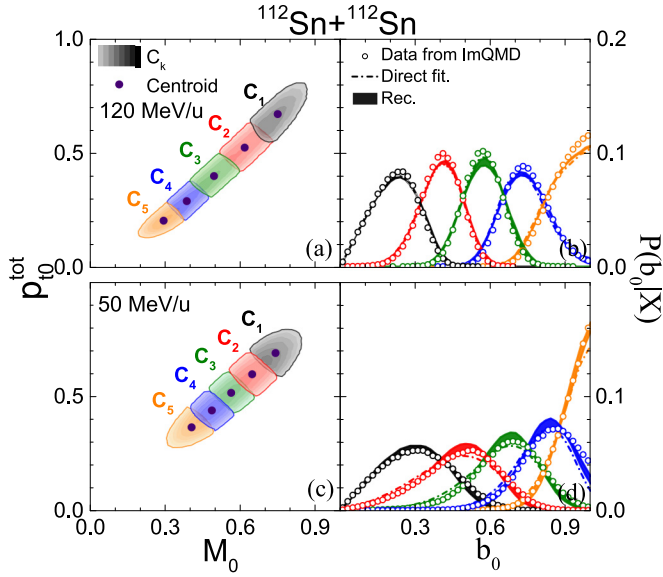 ¹¹²Sn+¹¹²Sn
1.0
C_k
Centroid
120 MeV/u
C₁
C₂
C₃
C₄
C₅
(a)
0.5
0.0
0.2
Data from ImQMD
Direct fit.
Rec.
0.1
(b)
0.0
p_{t0}^{tot}
P(b₀|X)
50 MeV/u
C₁
C₂
C₃
C₄
C₅
(c)
0.5
0.0
0.1
(d)
0.0
0.0 0.3 0.6 0.9
0.3 0.6 0.9
M₀
b₀